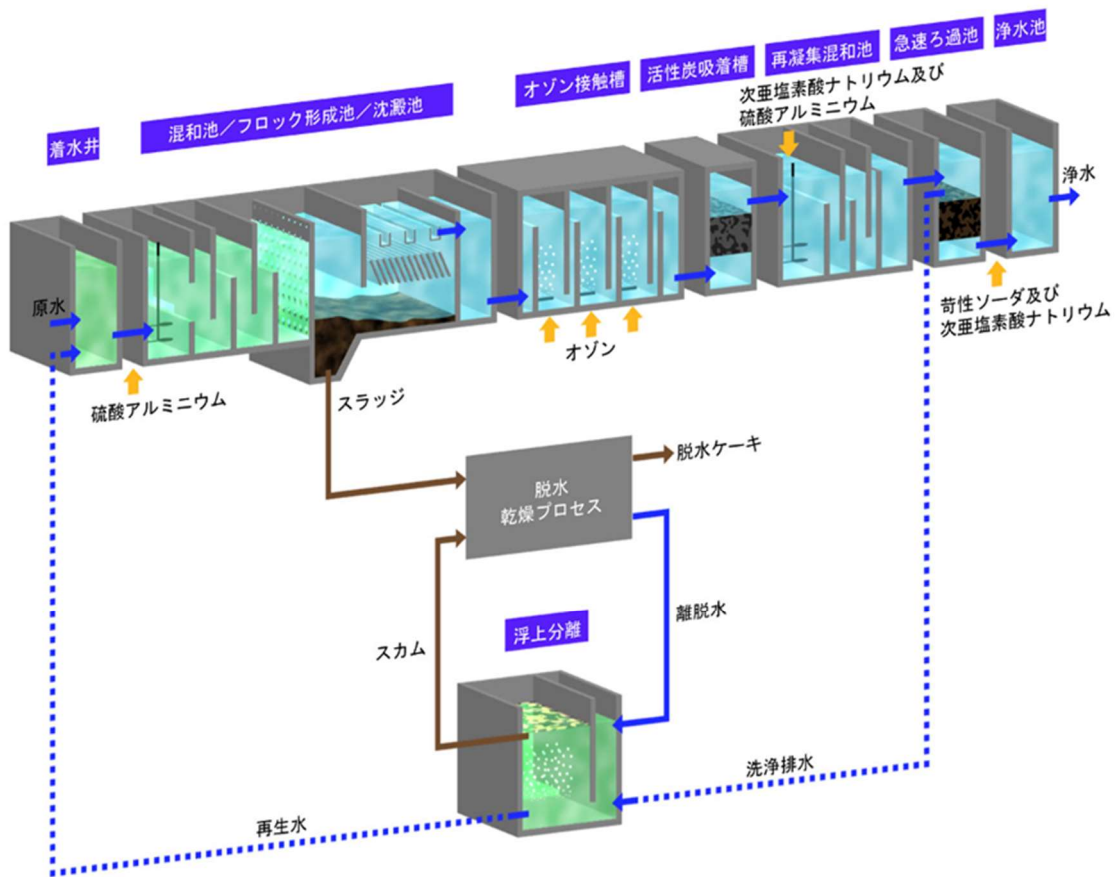 着水井
混和池／フロック形成池／沈澱池
オゾン接触槽
活性炭吸着槽
再凝集混和池
急速ろ過池
浄水池
次亜塩素酸ナトリウム及び
硫酸アルミニウム
浄水
原水
硫酸アルミニウム
スラッジ
オゾン
苛性ソーダ及び
次亜塩素酸ナトリウム
脱水
乾燥プロセス
脱水ケーキ
離脱水
スカム
浮上分離
洗浄排水
再生水